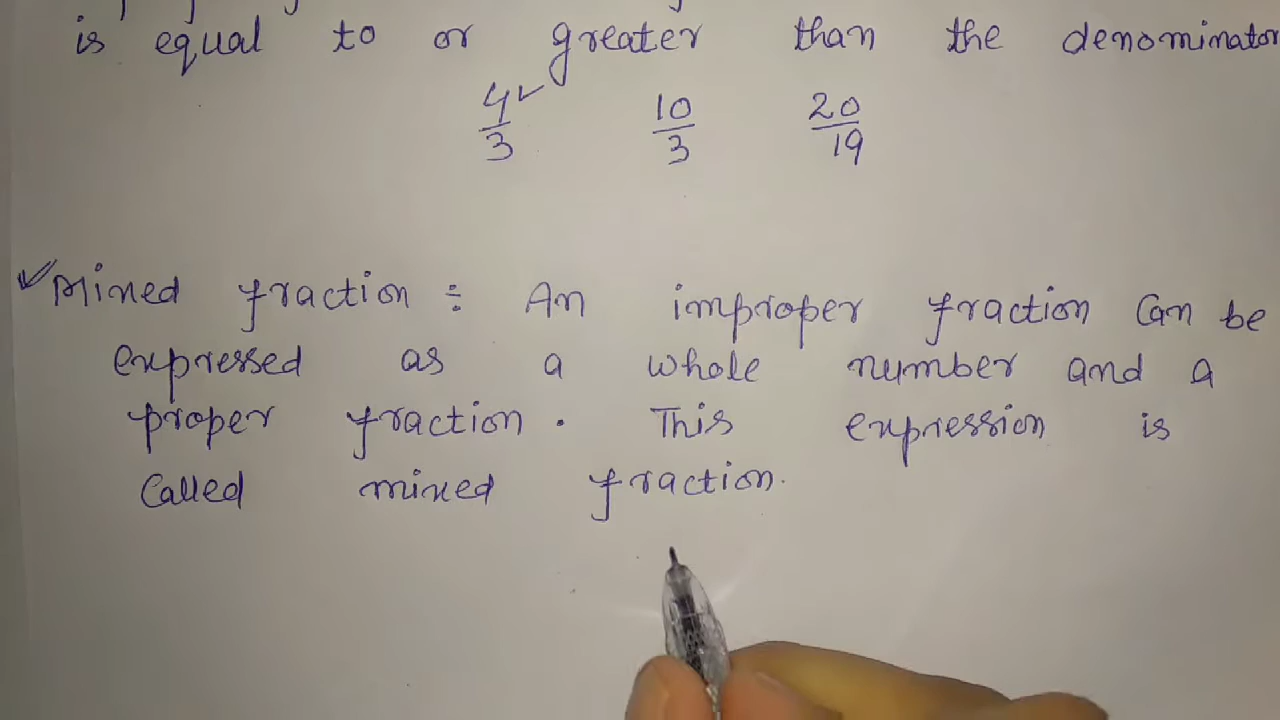 is equal to or greater than the denominator
4/3 10/3 20/19
Mixed fraction : An improper fraction Can be
expressed as a whole number and a
proper fraction. This expression is
Called mixed fraction.